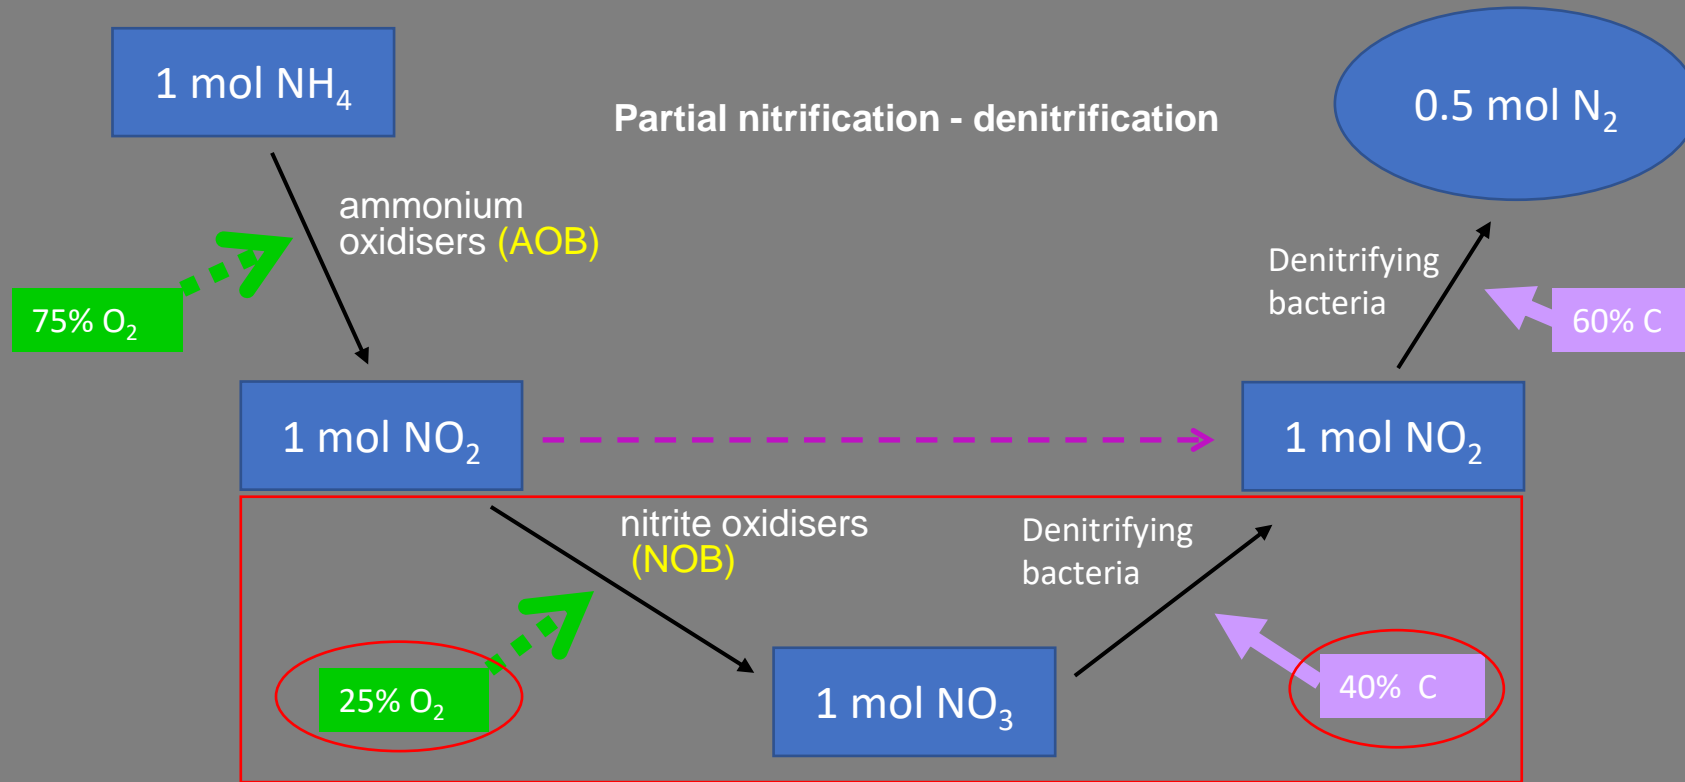 1 mol NH₄
Partial nitrification - denitrification
0.5 mol N₂
ammonium
oxidisers (AOB)
Denitrifying
bacteria
75% O₂
60% C
1 mol NO₂
1 mol NO₂
nitrite oxidisers
(NOB)
Denitrifying
bacteria
25% O₂
1 mol NO₃
40% C